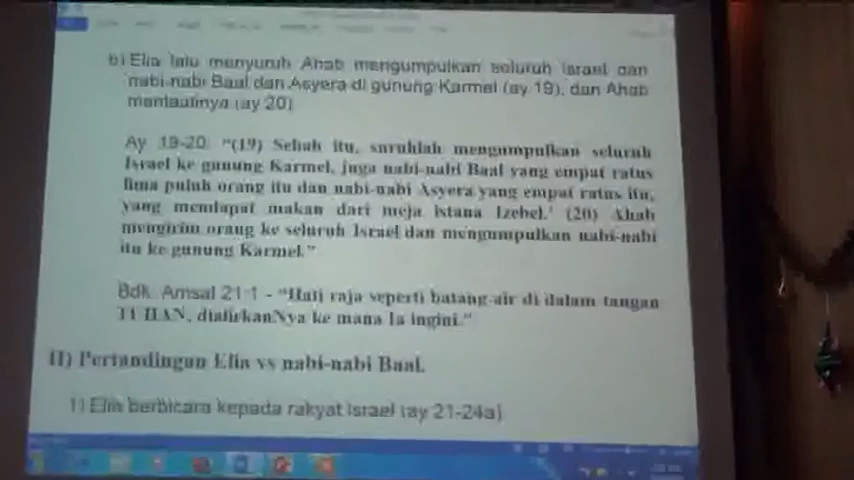 b) Elia lalu menyuruh Ahab mengumpulkan seluruh Israel dan
nabi-nabi Baal dan Asyera di gunung Karmel (ay 19), dan Ahab
mentaatinya (ay 20)
Ay 19-20: "(19) Sebab itu, suruhlah mengumpulkan seluruh
Israel ke gunung Karmel, juga nabi-nabi Baal yang empat ratus
lima puluh orang itu dan nabi-nabi Asyera yang empat ratus itu,
yang mendapat makan dari meja istana Izebel.' (20) Ahab
mengirim orang ke seluruh Israel dan mengumpulkan nabi-nabi
itu ke gunung Karmel."
Bdk. Amsal 21:1 - "Hati raja seperti batang air di dalam tangan
TUHAN, dialirkanNya ke mana Ia ingini."
II) Pertandingan Elia vs nabi-nabi Baal.
1) Elia berbicara kepada rakyat Israel (ay 21-24a)